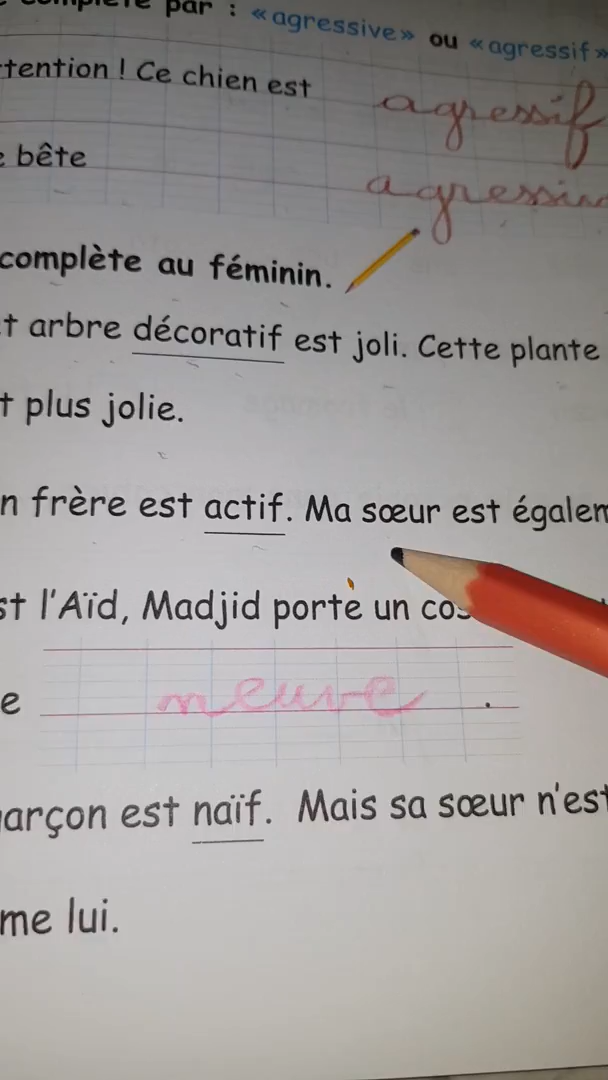 complète par : «agressive» ou «agressif»
tention ! Ce chien est agressif
bête agressive
complète au féminin.
t arbre décoratif est joli. Cette plante
t plus jolie.
n frère est actif. Ma sœur est égalem
st l'Aïd, Madjid porte un cos
e neuve .
arçon est naïf. Mais sa sœur n'est
me lui.